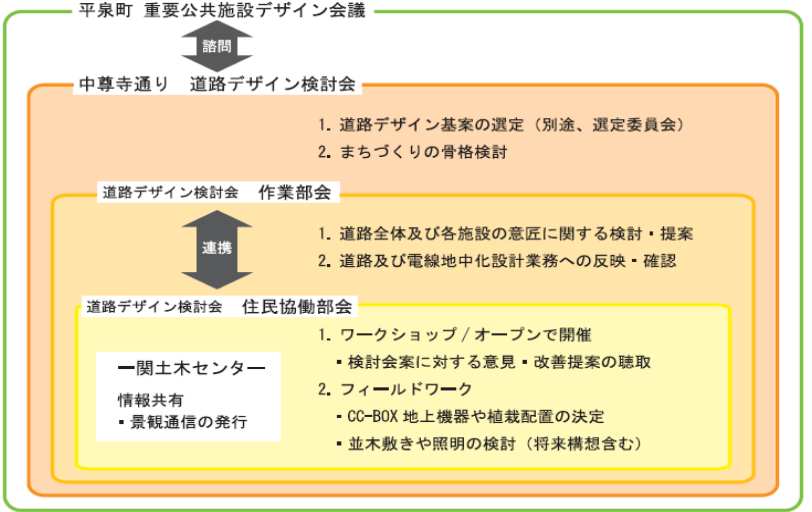 平泉町 重要公共施設デザイン会議
諮問
中尊寺通り 道路デザイン検討会
1. 道路デザイン基案の選定（別途、選定委員会）
2. まちづくりの骨格検討
道路デザイン検討会 作業部会
連携
1. 道路全体及び各施設の意匠に関する検討・提案
2. 道路及び電線地中化設計業務への反映・確認
道路デザイン検討会 住民協働部会
1. ワークショップ/オープンで開催
・検討会案に対する意見・改善提案の聴取
2. フィールドワーク
・CC-BOX 地上機器や植栽配置の決定
・並木敷きや照明の検討（将来構想含む）
一関土木センター
情報共有
・景観通信の発行